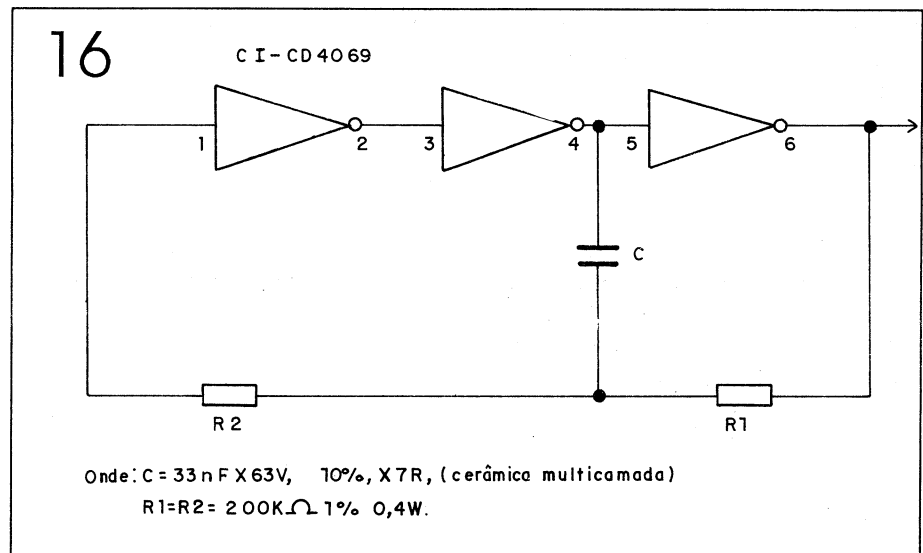 16
CI-CD4069
1
2
3
4
5
6
C
R2
R1
Onde: C = 33nF X 63V, 10%, X7R, (cerâmica multicamada)
R1=R2= 200KΩ 1% 0,4W.